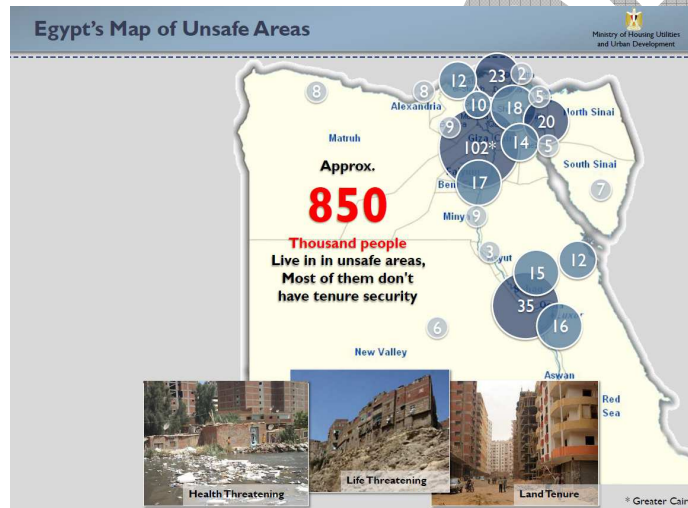 Egypt's Map of Unsafe Areas
Ministry of Housing Utilities
and Urban Development
8
8
12
23
2
5
Alexandria
10
18
North Sinai
9
20
Matruh
102*
14
5
Approx.
South Sinai
850
17
7
Minya
9
Thousand people
Live in in unsafe areas,
Most of them don't
have tenure security
3
15
12
35
16
6
New Valley
Aswan
Red
Sea
Health Threatening
Life Threatening
Land Tenure
* Greater Cair